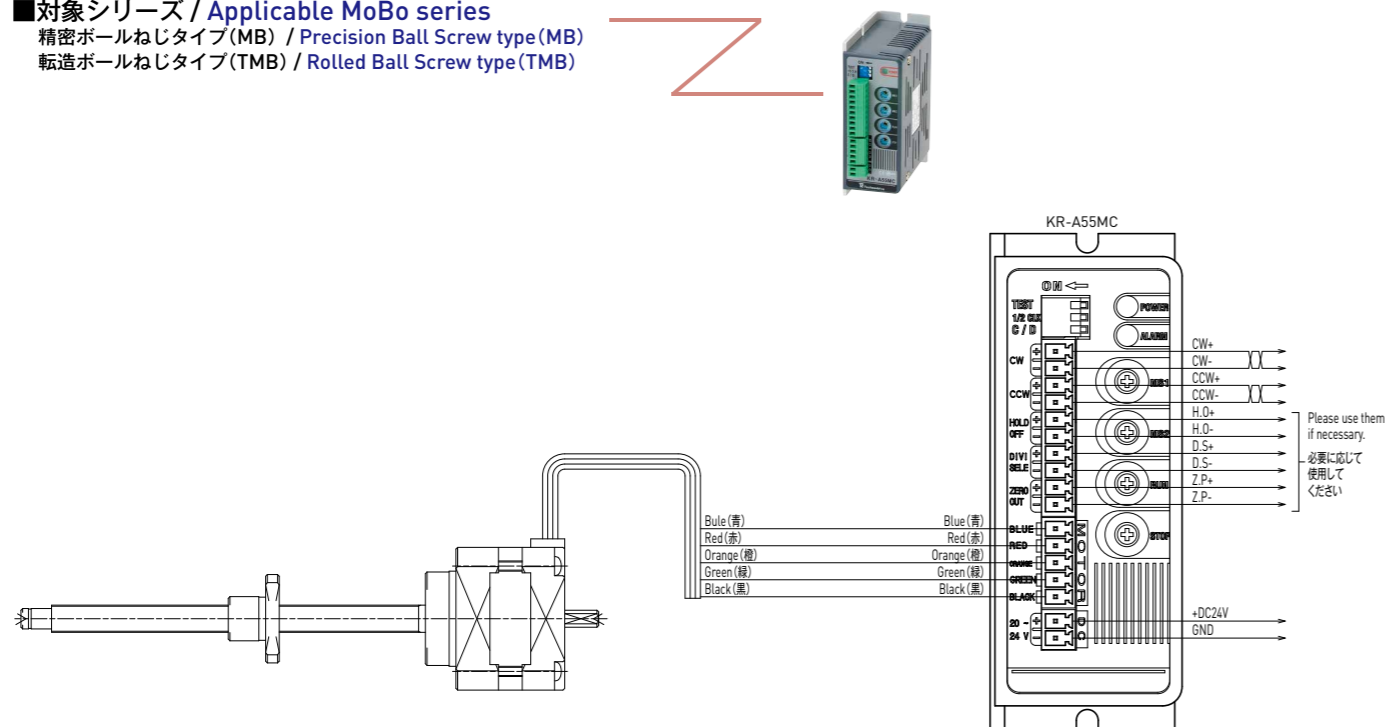 ■対象シリーズ / Applicable MoBo series
精密ボールねじタイプ(MB) / Precision Ball Screw type(MB)
転造ボールねじタイプ(TMB) / Rolled Ball Screw type(TMB)
KR-A55MC
ON
TEST
1/2 CLK
C / D
POWER
ALARM
CW + -
CCW + -
HOLD OFF + -
DIVI SELE + -
ZERO OUT + -
MS1
MS2
RUN
STOP
BLUE
RED
ORANGE
GREEN
BLACK
MOTOR
20 ~ 24 V + -
DC
CW+
CW-
CCW+
CCW-
H.O+
H.O-
D.S+
D.S-
Z.P+
Z.P-
Please use them
if necessary.
必要に応じて
使用して
ください
Bule(青)
Red(赤)
Orange(橙)
Green(緑)
Black(黒)
Blue(青)
Red(赤)
Orange(橙)
Green(緑)
Black(黒)
+DC24V
GND